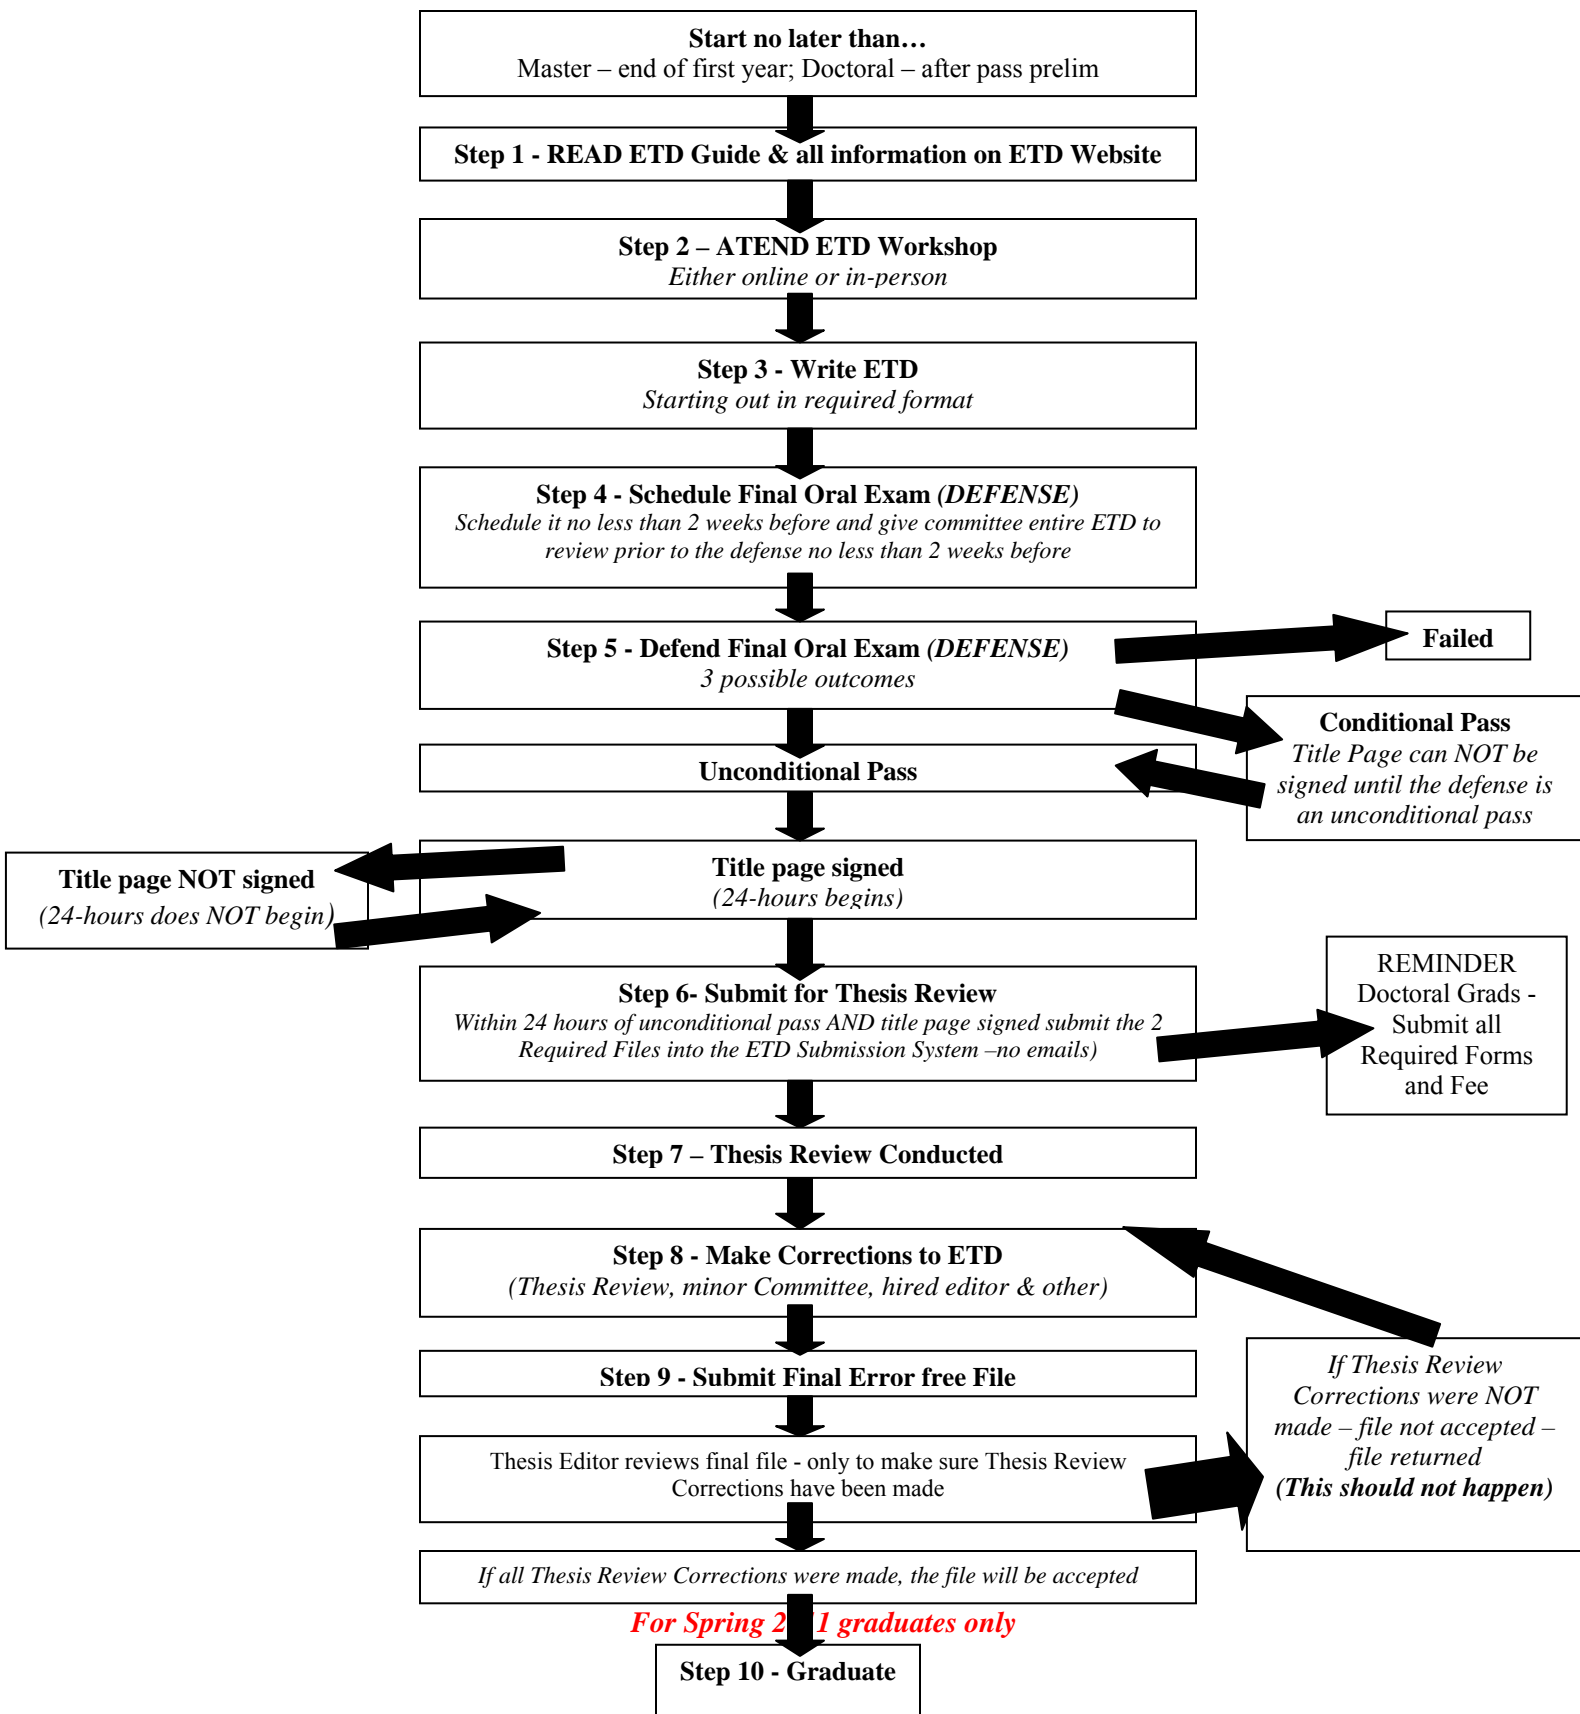 Start no later than…
Master – end of first year; Doctoral – after pass prelim
Step 1 - READ ETD Guide & all information on ETD Website
Step 2 – ATEND ETD Workshop
Either online or in-person
Step 3 - Write ETD
Starting out in required format
Step 4 - Schedule Final Oral Exam (DEFENSE)
Schedule it no less than 2 weeks before and give committee entire ETD to
review prior to the defense no less than 2 weeks before
Step 5 - Defend Final Oral Exam (DEFENSE)
3 possible outcomes
Failed
Conditional Pass
Title Page can NOT be
signed until the defense is
an unconditional pass
Unconditional Pass
Title page signed
(24-hours begins)
Title page NOT signed
(24-hours does NOT begin)
Step 6- Submit for Thesis Review
Within 24 hours of unconditional pass AND title page signed submit the 2
Required Files into the ETD Submission System –no emails)
REMINDER
Doctoral Grads -
Submit all
Required Forms
and Fee
Step 7 – Thesis Review Conducted
Step 8 - Make Corrections to ETD
(Thesis Review, minor Committee, hired editor & other)
Step 9 - Submit Final Error free File
Thesis Editor reviews final file - only to make sure Thesis Review
Corrections have been made
If Thesis Review
Corrections were NOT
made – file not accepted –
file returned
(This should not happen)
If all Thesis Review Corrections were made, the file will be accepted
For Spring graduates only
Step 10 - Graduate